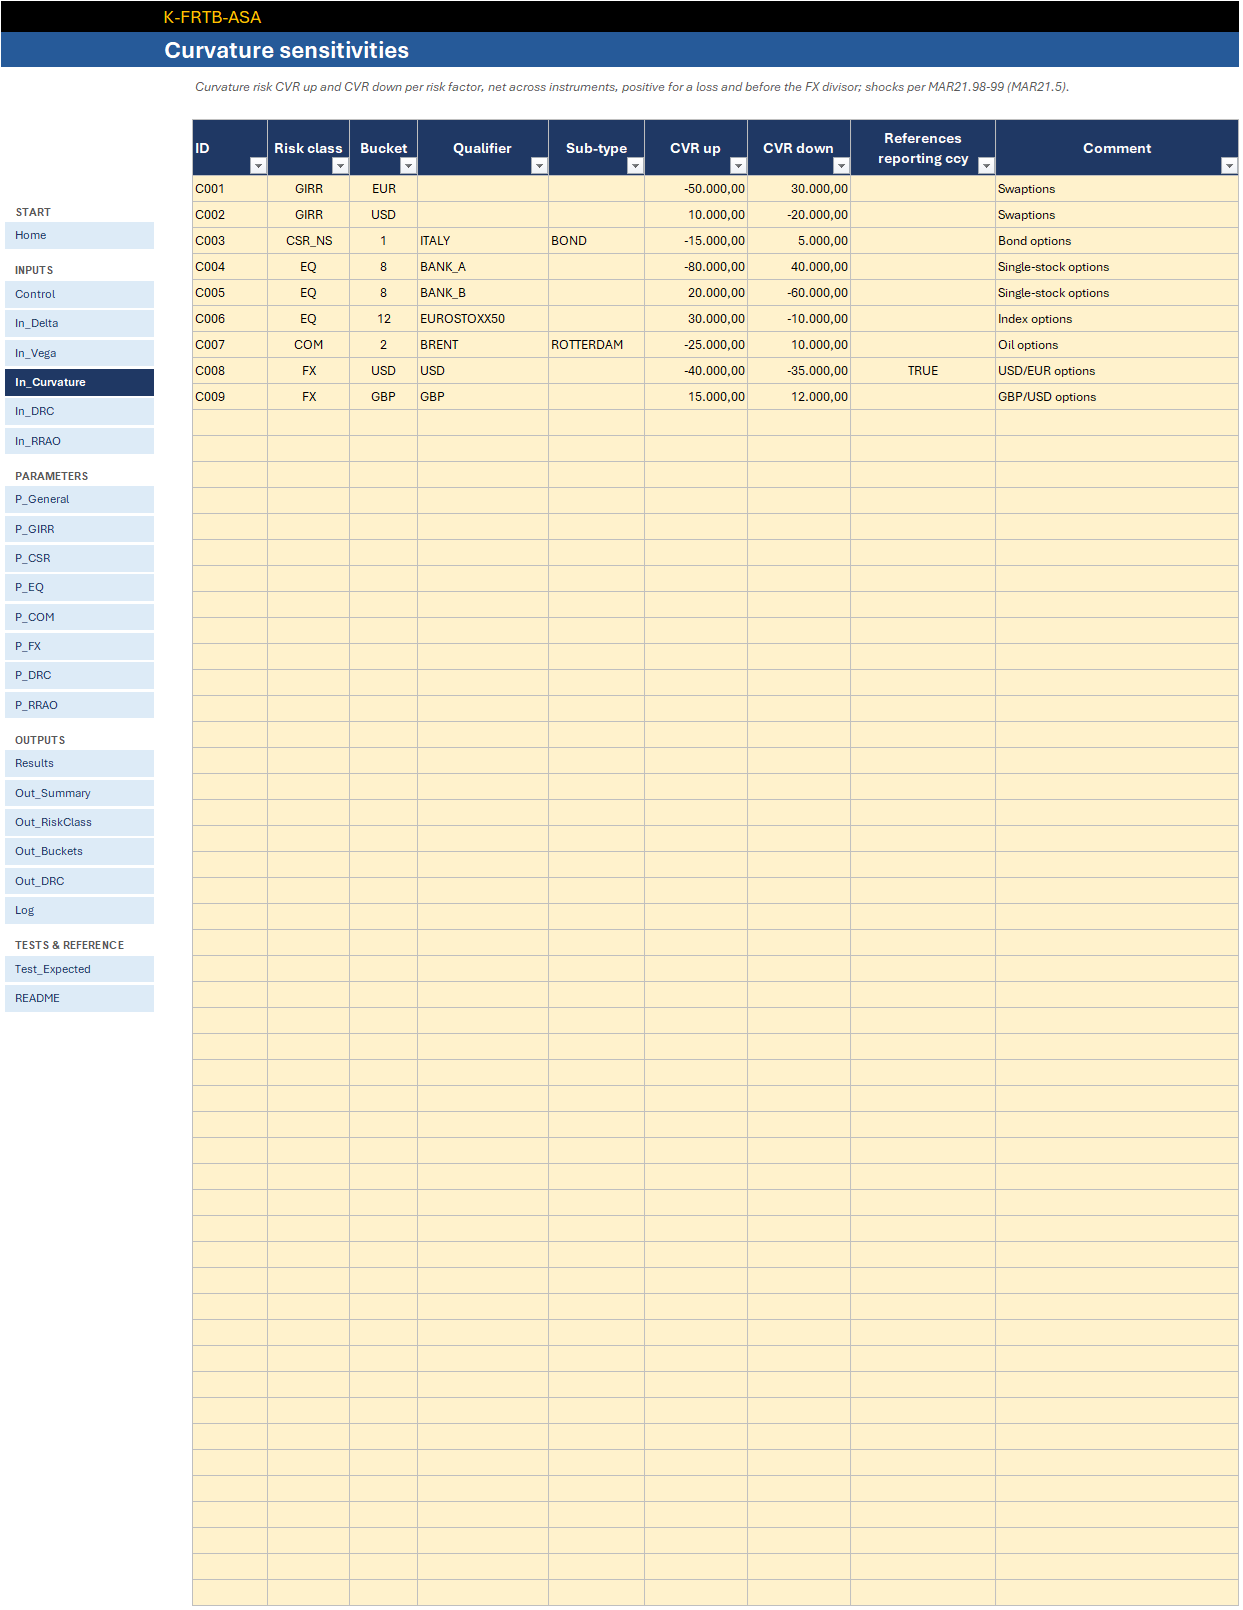 K-FRTB-ASA
Curvature sensitivities
Curvature risk CVR up and CVR down per risk factor, net across instruments, positive for a loss and before the FX divisor; shocks per MAR21.98-99 (MAR21.5).
START
Home
INPUTS
Control
In_Delta
In_Vega
In_Curvature
In_DRC
In_RRAO
PARAMETERS
P_General
P_GIRR
P_CSR
P_EQ
P_COM
P_FX
P_DRC
P_RRAO
OUTPUTS
Results
Out_Summary
Out_RiskClass
Out_Buckets
Out_DRC
Log
TESTS & REFERENCE
Test_Expected
README
ID Risk class Bucket Qualifier Sub-type CVR up CVR down References reporting ccy Comment
C001 GIRR EUR -50.000,00 30.000,00 Swaptions
C002 GIRR USD 10.000,00 -20.000,00 Swaptions
C003 CSR_NS 1 ITALY BOND -15.000,00 5.000,00 Bond options
C004 EQ 8 BANK_A -80.000,00 40.000,00 Single-stock options
C005 EQ 8 BANK_B 20.000,00 -60.000,00 Single-stock options
C006 EQ 12 EUROSTOXX50 30.000,00 -10.000,00 Index options
C007 COM 2 BRENT ROTTERDAM -25.000,00 10.000,00 Oil options
C008 FX USD USD -40.000,00 -35.000,00 TRUE USD/EUR options
C009 FX GBP GBP 15.000,00 12.000,00 GBP/USD options